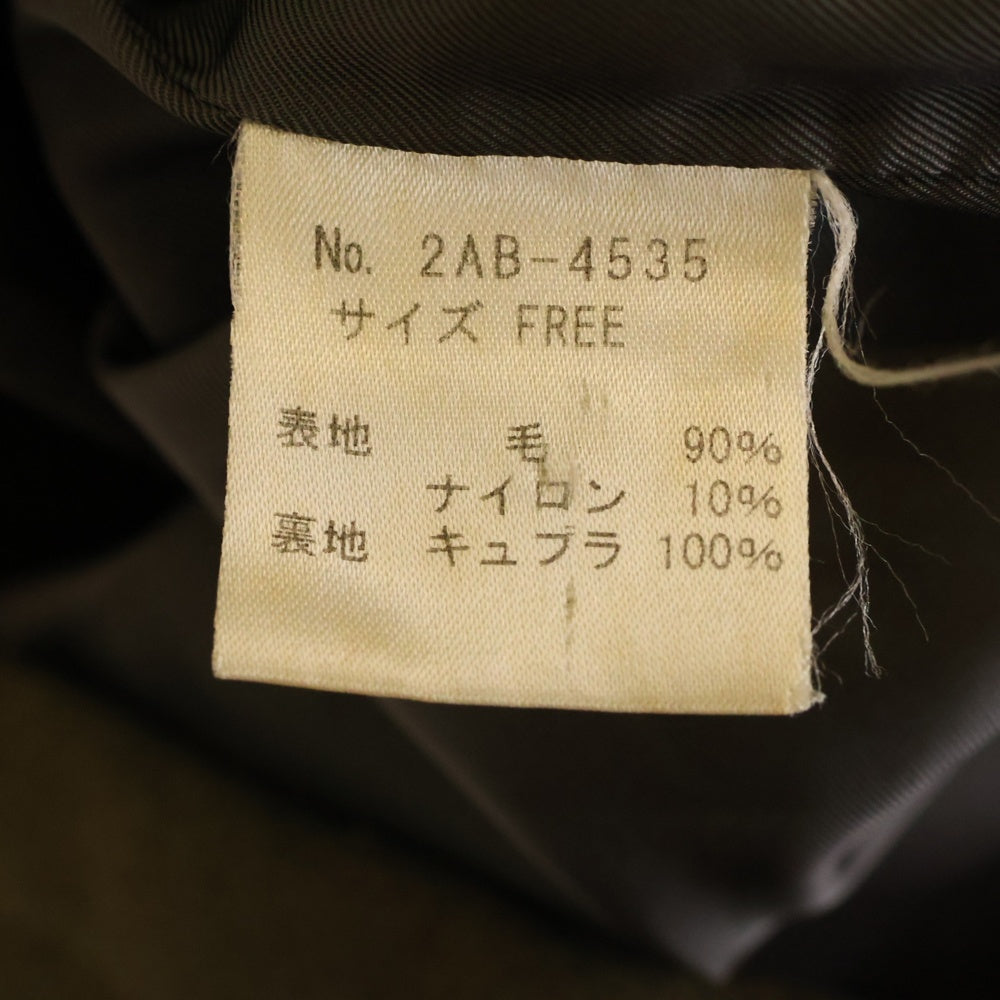 No. 2AB-4535
サイズ FREE
表地 毛 90%
ナイロン 10%
裏地 キュプラ 100%